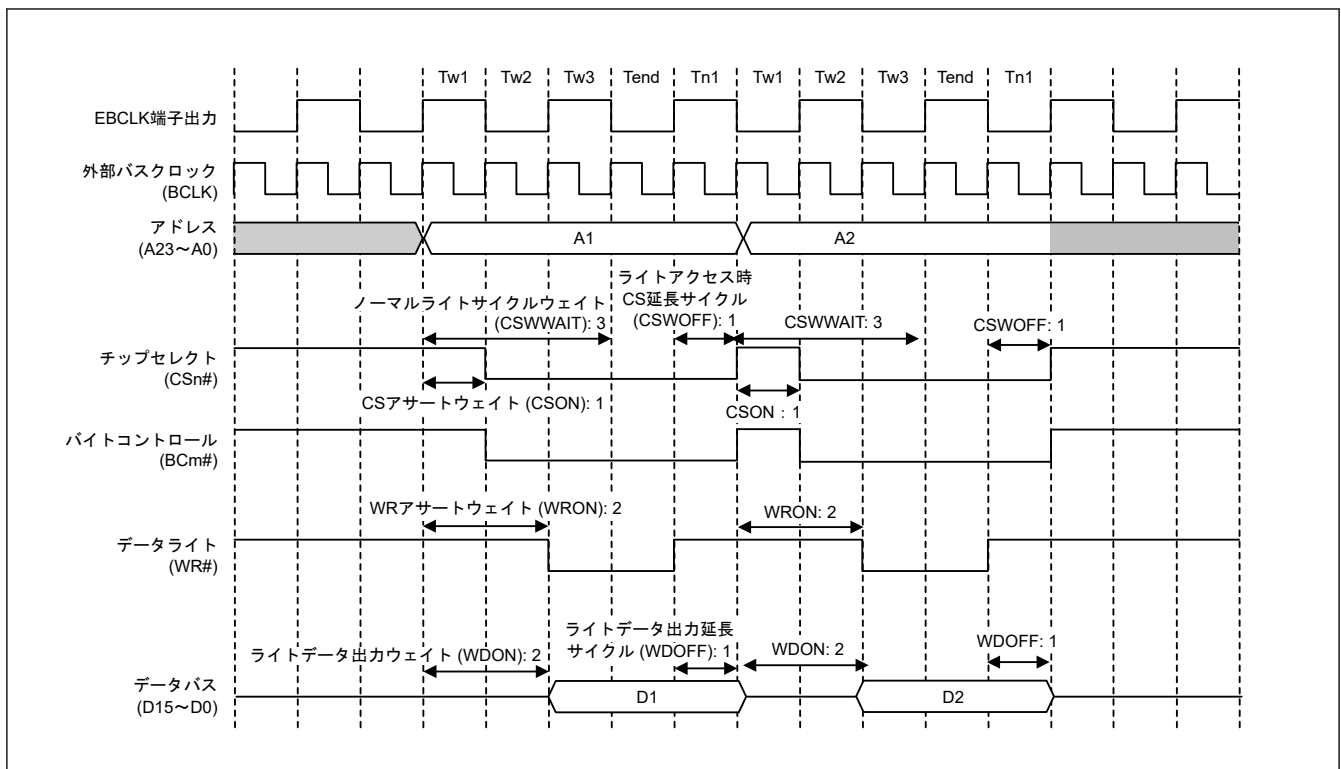 Tw1 Tw2 Tw3 Tend Tn1 Tw1 Tw2 Tw3 Tend Tn1
EBCLK端子出力
外部バスクロック
(BCLK)
アドレス
(A23～A0)
A1
A2
ノーマルライトサイクルウェイト
(CSWWAIT): 3
ライトアクセス時
CS延長サイクル
(CSWOFF): 1
CSWWAIT: 3
CSWOFF: 1
チップセレクト
(CSn#)
CSアサートウェイト (CSON): 1
CSON：1
バイトコントロール
(BCm#)
WRアサートウェイト (WRON): 2
WRON: 2
データライト
(WR#)
ライトデータ出力ウェイト (WDON): 2
ライトデータ出力延長
サイクル (WDOFF): 1
WDON: 2
WDOFF: 1
データバス
(D15～D0)
D1
D2